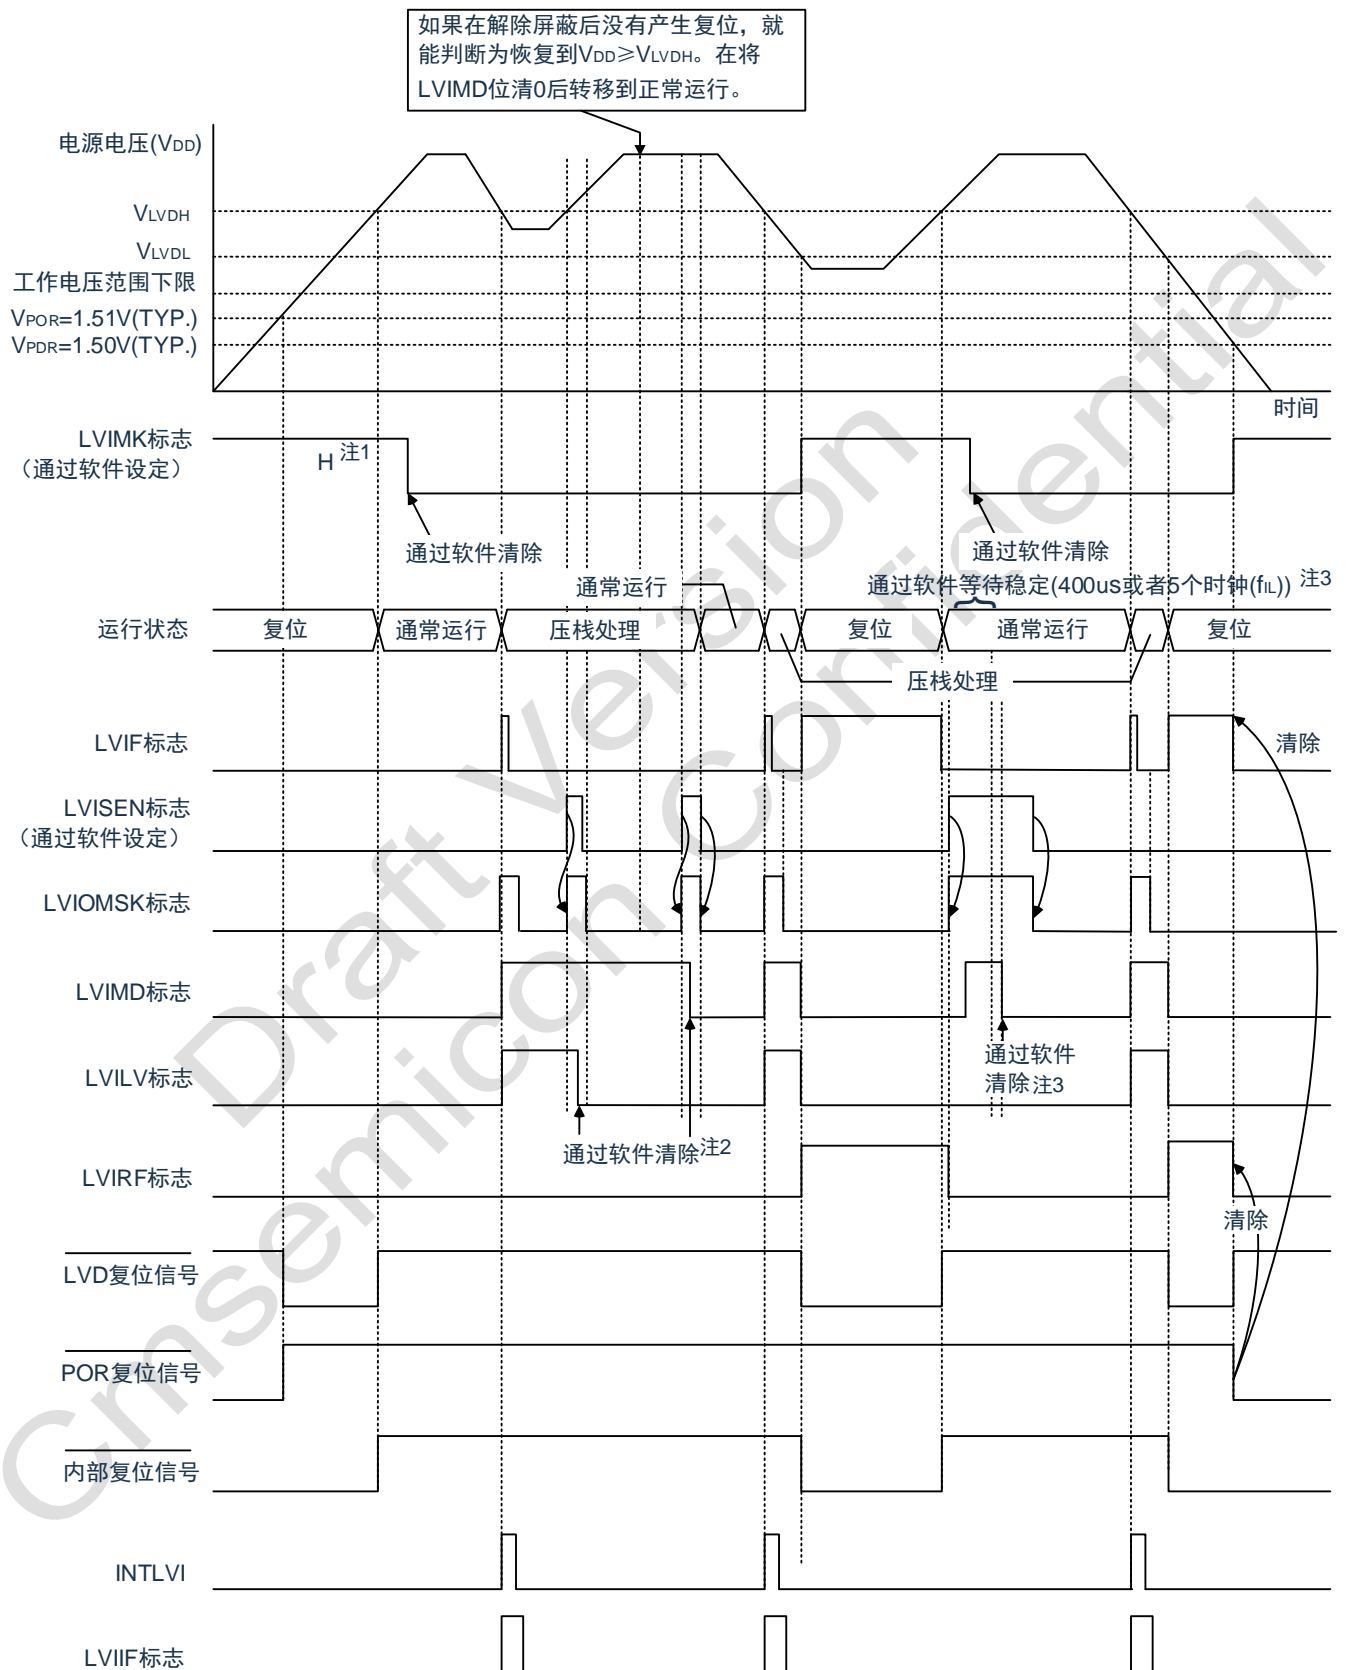 如果在解除屏蔽后没有产生复位，就
能判断为恢复到VDD≥VLVDH。在将
LVIMD位清0后转移到正常运行。
电源电压(VDD)
VLVDH
VLVDL
工作电压范围下限
VPOR=1.51V(TYP.)
VPDR=1.50V(TYP.)
时间
LVIMK标志
（通过软件设定）
H 注1
通过软件清除
通过软件清除
通常运行
通过软件等待稳定(400us或者5个时钟(fIL)) 注3
运行状态
复位
通常运行
压栈处理
复位
通常运行
复位
压栈处理
LVIF标志
清除
LVISEN标志
（通过软件设定）
LVIOMSK标志
LVIMD标志
通过软件
清除注3
LVILV标志
通过软件清除注2
LVIRF标志
清除
LVD复位信号
POR复位信号
内部复位信号
INTLVI
LVIIF标志
Draft Version
Cmsemicon Confidential